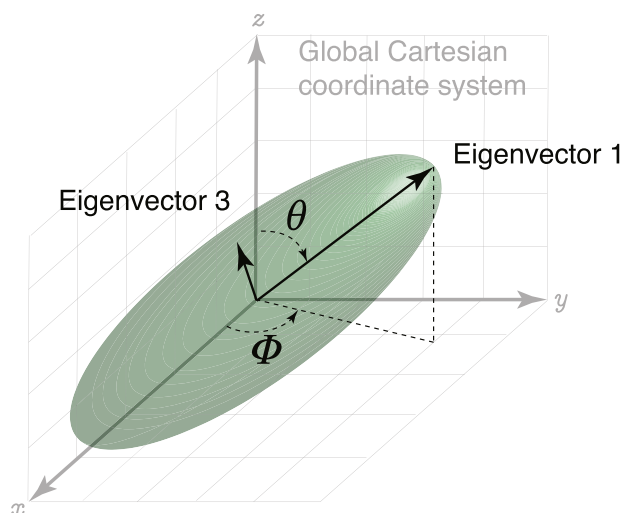 z
Global Cartesian
coordinate system
Eigenvector 1
Eigenvector 3
θ
y
Φ
x